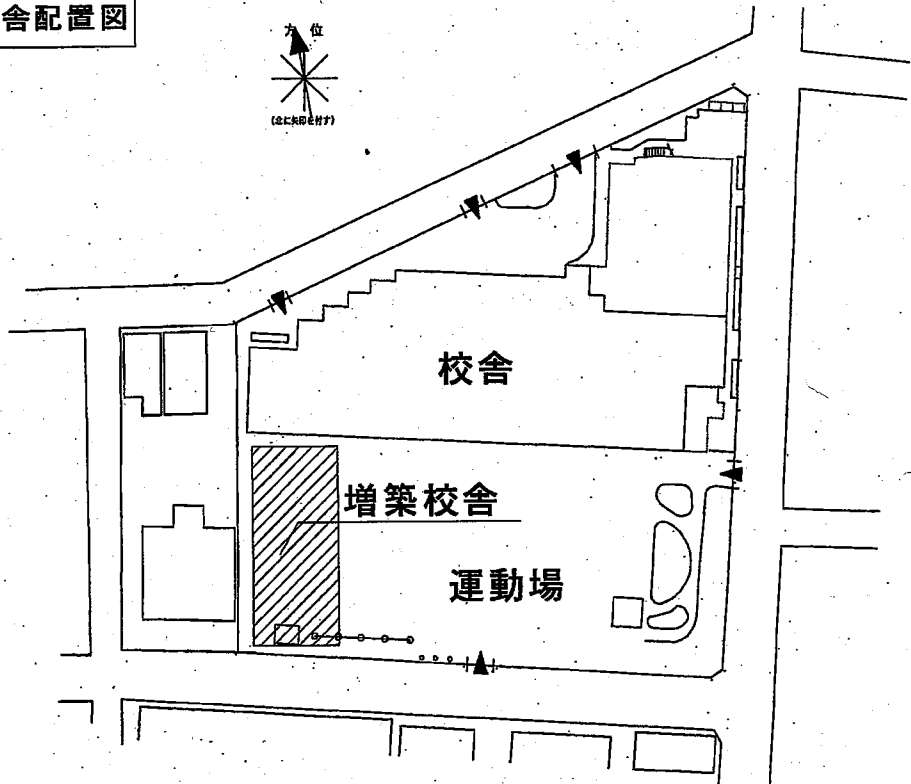 舎配置図
方 位
(北に矢印を付す)
校舎
増築校舎
運動場